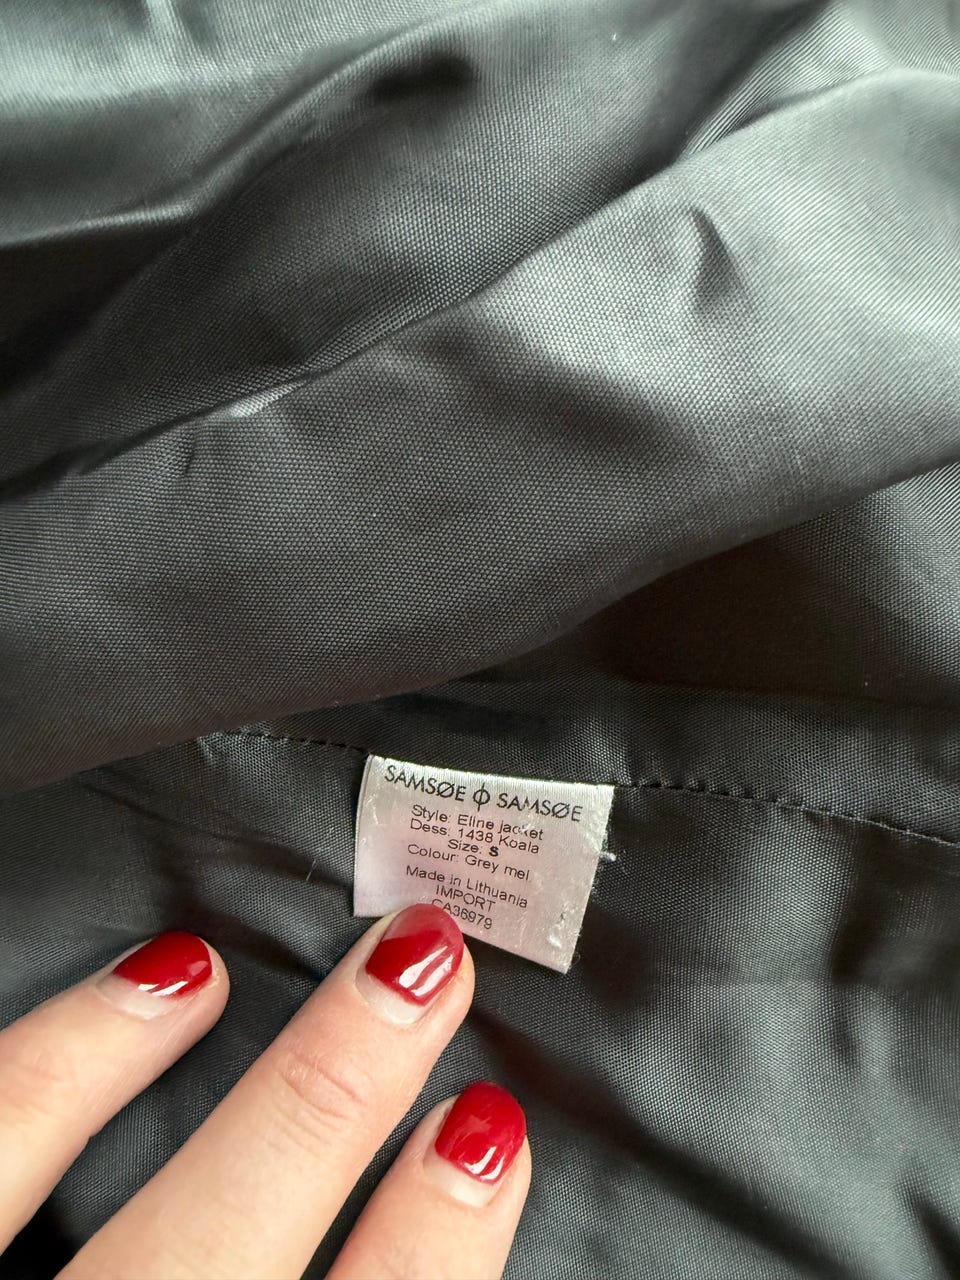 SAMSØE ϕ SAMSØE
Style: Eline jacket
Dess: 1438 Koala
Size: S
Colour: Grey mel
Made in Lithuania
IMPORT
CA36979